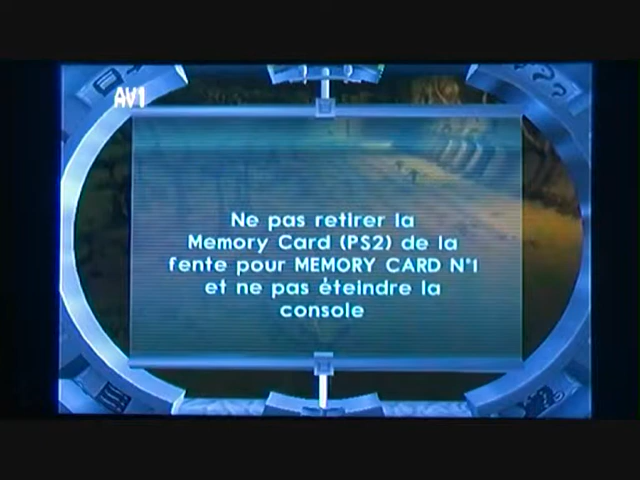 AV1
Ne pas retirer la
Memory Card (PS2) de la
fente pour MEMORY CARD N°1
et ne pas éteindre la
console